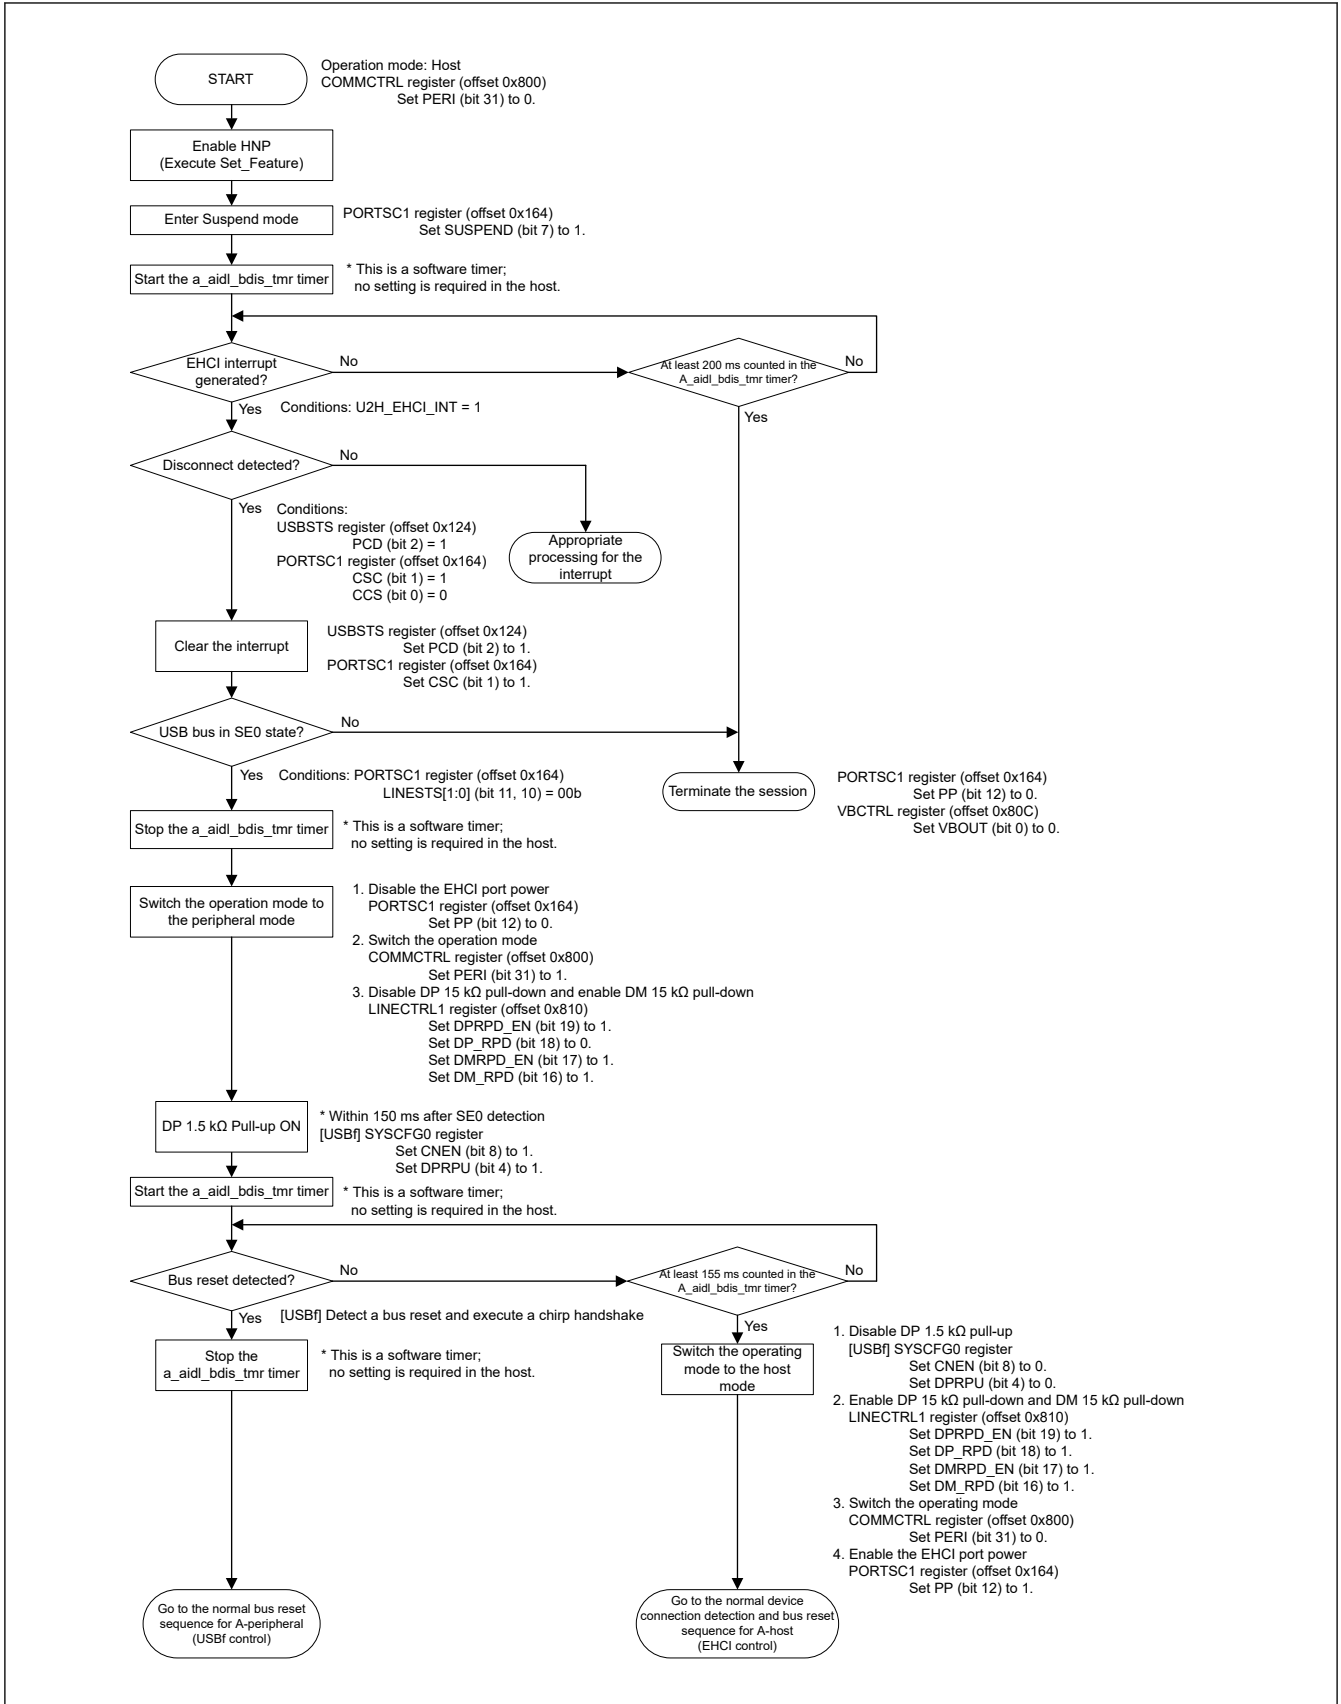 START
Operation mode: Host
COMMCTRL register (offset 0x800)
Set PERI (bit 31) to 0.
Enable HNP
(Execute Set_Feature)
Enter Suspend mode
PORTSC1 register (offset 0x164)
Set SUSPEND (bit 7) to 1.
Start the a_aidl_bdis_tmr timer
* This is a software timer;
no setting is required in the host.
EHCI interrupt
generated?
No
At least 200 ms counted in the
A_aidl_bdis_tmr timer?
No
Yes
Conditions: U2H_EHCI_INT = 1
Yes
Disconnect detected?
No
Yes
Conditions:
USBSTS register (offset 0x124)
PCD (bit 2) = 1
PORTSC1 register (offset 0x164)
CSC (bit 1) = 1
CCS (bit 0) = 0
Appropriate
processing for the
interrupt
Clear the interrupt
USBSTS register (offset 0x124)
Set PCD (bit 2) to 1.
PORTSC1 register (offset 0x164)
Set CSC (bit 1) to 1.
USB bus in SE0 state?
No
Yes
Conditions: PORTSC1 register (offset 0x164)
LINESTS[1:0] (bit 11, 10) = 00b
Terminate the session
PORTSC1 register (offset 0x164)
Set PP (bit 12) to 0.
VBCTRL register (offset 0x80C)
Set VBOUT (bit 0) to 0.
Stop the a_aidl_bdis_tmr timer
* This is a software timer;
no setting is required in the host.
Switch the operation mode to
the peripheral mode
1. Disable the EHCI port power
PORTSC1 register (offset 0x164)
Set PP (bit 12) to 0.
2. Switch the operation mode
COMMCTRL register (offset 0x800)
Set PERI (bit 31) to 1.
3. Disable DP 15 kΩ pull-down and enable DM 15 kΩ pull-down
LINECTRL1 register (offset 0x810)
Set DPRPD_EN (bit 19) to 1.
Set DP_RPD (bit 18) to 0.
Set DMRPD_EN (bit 17) to 1.
Set DM_RPD (bit 16) to 1.
DP 1.5 kΩ Pull-up ON
* Within 150 ms after SE0 detection
[USBf] SYSCFG0 register
Set CNEN (bit 8) to 1.
Set DPRPU (bit 4) to 1.
Start the a_aidl_bdis_tmr timer
* This is a software timer;
no setting is required in the host.
Bus reset detected?
No
At least 155 ms counted in the
A_aidl_bdis_tmr timer?
No
Yes
[USBf] Detect a bus reset and execute a chirp handshake
Yes
Stop the
a_aidl_bdis_tmr timer
* This is a software timer;
no setting is required in the host.
Switch the operating
mode to the host
mode
1. Disable DP 1.5 kΩ pull-up
[USBf] SYSCFG0 register
Set CNEN (bit 8) to 0.
Set DPRPU (bit 4) to 0.
2. Enable DP 15 kΩ pull-down and DM 15 kΩ pull-down
LINECTRL1 register (offset 0x810)
Set DPRPD_EN (bit 19) to 1.
Set DP_RPD (bit 18) to 1.
Set DMRPD_EN (bit 17) to 1.
Set DM_RPD (bit 16) to 1.
3. Switch the operating mode
COMMCTRL register (offset 0x800)
Set PERI (bit 31) to 0.
4. Enable the EHCI port power
PORTSC1 register (offset 0x164)
Set PP (bit 12) to 1.
Go to the normal bus reset
sequence for A-peripheral
(USBf control)
Go to the normal device
connection detection and bus reset
sequence for A-host
(EHCI control)